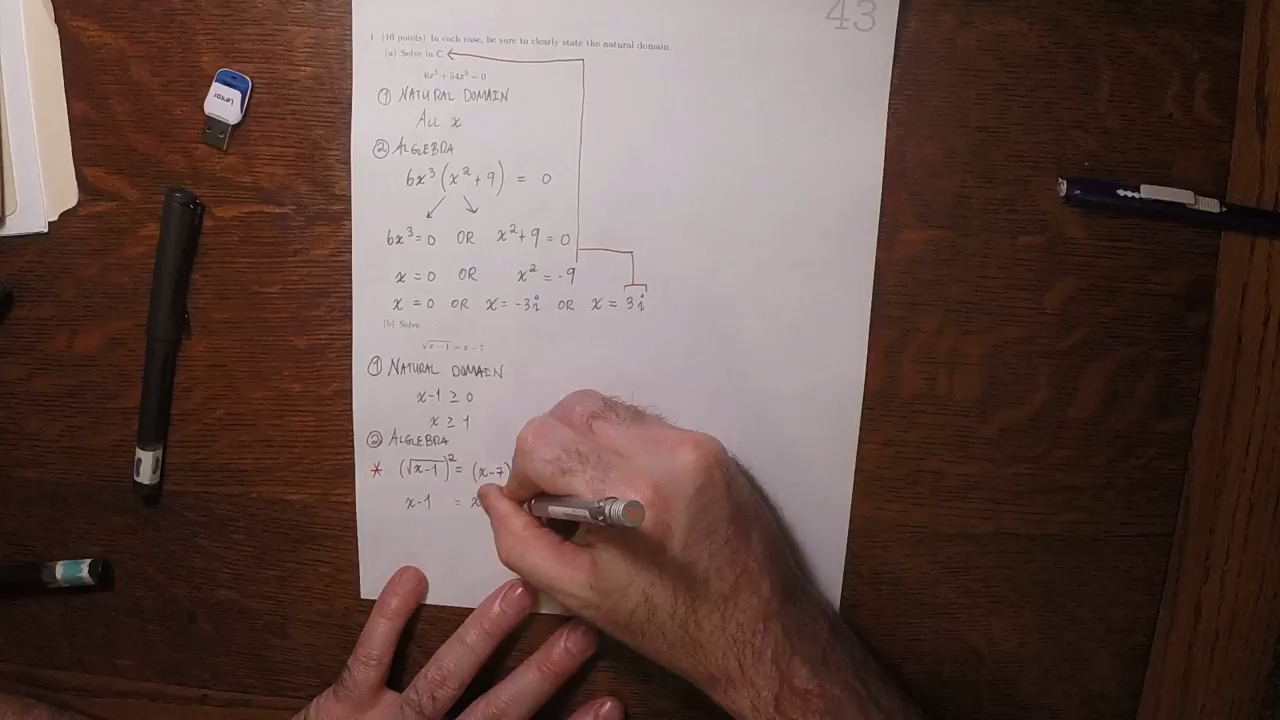 43
1 (10 points) In each case, be sure to clearly state the natural domain.
(a) Solve in C.
6x⁵ + 54x³ = 0
① NATURAL DOMAIN
ALL x
② ALGEBRA
6x³(x²+9) = 0
6x³=0 OR x²+9=0
x=0 OR x²=-9
x=0 OR x=-3i OR x=3i
(b) Solve.
√x-1 = x-7
① NATURAL DOMAIN
x-1 ≥ 0
x ≥ 1
② ALGEBRA
* (√x-1)² = (x-7)
x-1 = x
Lexar